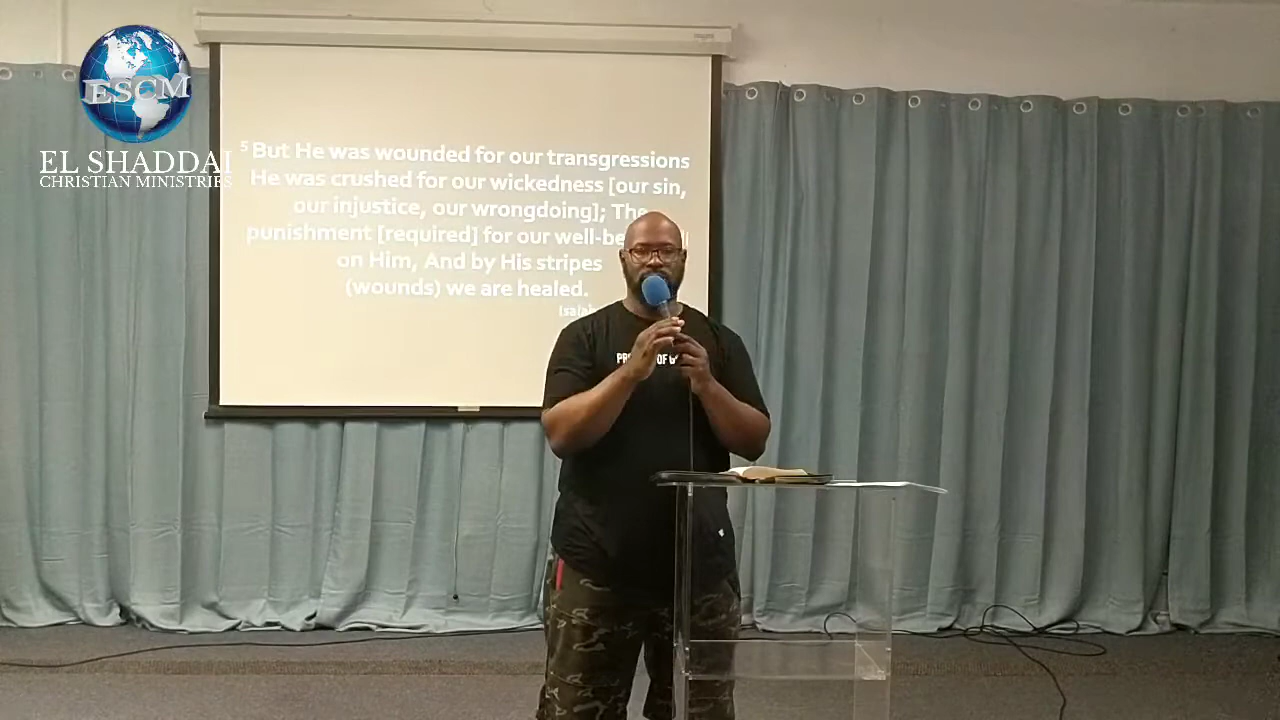 ESCM
EL SHADDAI
CHRISTIAN MINISTRIES
5 But He was wounded for our transgressions
He was crushed for our wickedness [our sin,
our injustice, our wrongdoing]; The
punishment [required] for our well-be
on Him, And by His stripes
(wounds) we are healed.
OF